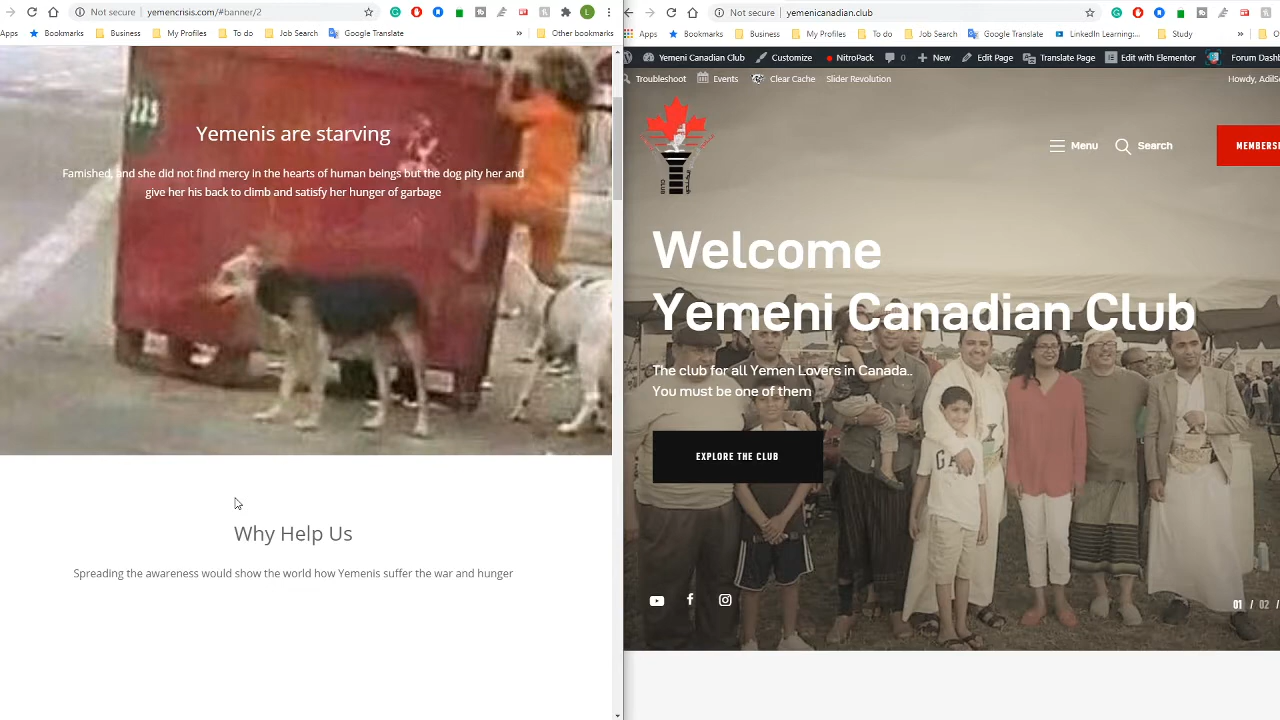 Not secure | yemencrisis.com/#banner/2
L
Apps
Bookmarks
Business
My Profiles
To do
Job Search
Google Translate
»
Other bookmarks
225
Yemenis are starving
Famished, and she did not find mercy in the hearts of human beings but the dog pity her and
give her his back to climb and satisfy her hunger of garbage
Why Help Us
Spreading the awareness would show the world how Yemenis suffer the war and hunger
Not secure | yemenicanadian.club
Apps
Bookmarks
Business
My Profiles
To do
Job Search
Google Translate
LinkedIn Learning:...
Study
»
Yemeni Canadian Club
Customize
NitroPack
0
+ New
Edit Page
Translate Page
Edit with Elementor
Forum Dashb
Troubleshoot
Events
Clear Cache
Slider Revolution
Howdy, AdilSo
CLUB
Menu
Search
MEMBERS
Welcome
Yemeni Canadian Club
The club for all Yemen Lovers in Canada..
You must be one of them
EXPLORE THE CLUB
01 / 02 /